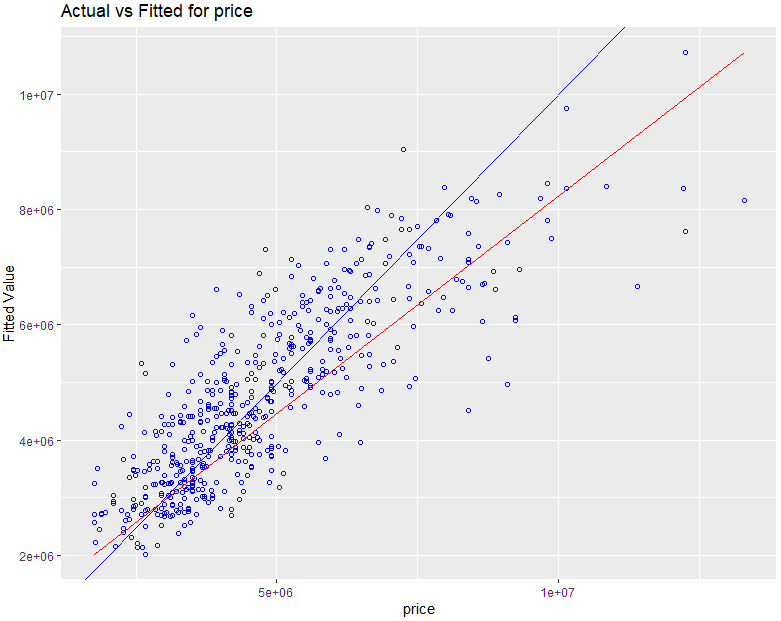 Actual vs Fitted for price
1e+07
8e+06
6e+06
4e+06
2e+06
Fitted Value
5e+06
1e+07
price